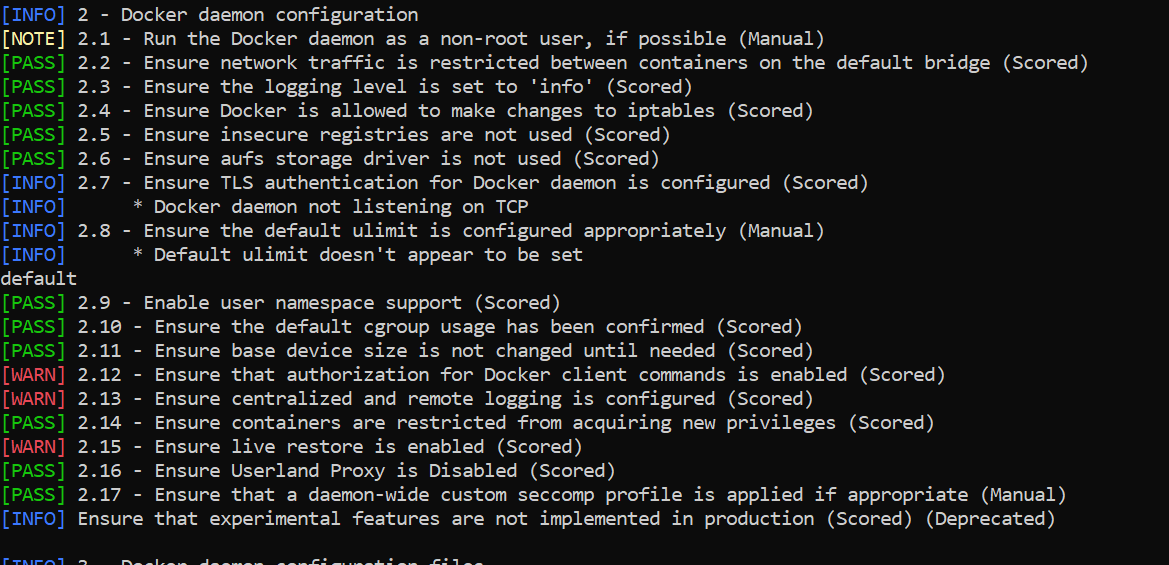 [INFO] 2 - Docker daemon configuration
[NOTE] 2.1 - Run the Docker daemon as a non-root user, if possible (Manual)
[PASS] 2.2 - Ensure network traffic is restricted between containers on the default bridge (Scored)
[PASS] 2.3 - Ensure the logging level is set to 'info' (Scored)
[PASS] 2.4 - Ensure Docker is allowed to make changes to iptables (Scored)
[PASS] 2.5 - Ensure insecure registries are not used (Scored)
[PASS] 2.6 - Ensure aufs storage driver is not used (Scored)
[INFO] 2.7 - Ensure TLS authentication for Docker daemon is configured (Scored)
[INFO]      * Docker daemon not listening on TCP
[INFO] 2.8 - Ensure the default ulimit is configured appropriately (Manual)
[INFO]      * Default ulimit doesn't appear to be set
default
[PASS] 2.9 - Enable user namespace support (Scored)
[PASS] 2.10 - Ensure the default cgroup usage has been confirmed (Scored)
[PASS] 2.11 - Ensure base device size is not changed until needed (Scored)
[WARN] 2.12 - Ensure that authorization for Docker client commands is enabled (Scored)
[WARN] 2.13 - Ensure centralized and remote logging is configured (Scored)
[PASS] 2.14 - Ensure containers are restricted from acquiring new privileges (Scored)
[WARN] 2.15 - Ensure live restore is enabled (Scored)
[PASS] 2.16 - Ensure Userland Proxy is Disabled (Scored)
[PASS] 2.17 - Ensure that a daemon-wide custom seccomp profile is applied if appropriate (Manual)
[INFO] Ensure that experimental features are not implemented in production (Scored) (Deprecated)
[INFO] 3 - Docker daemon configuration files